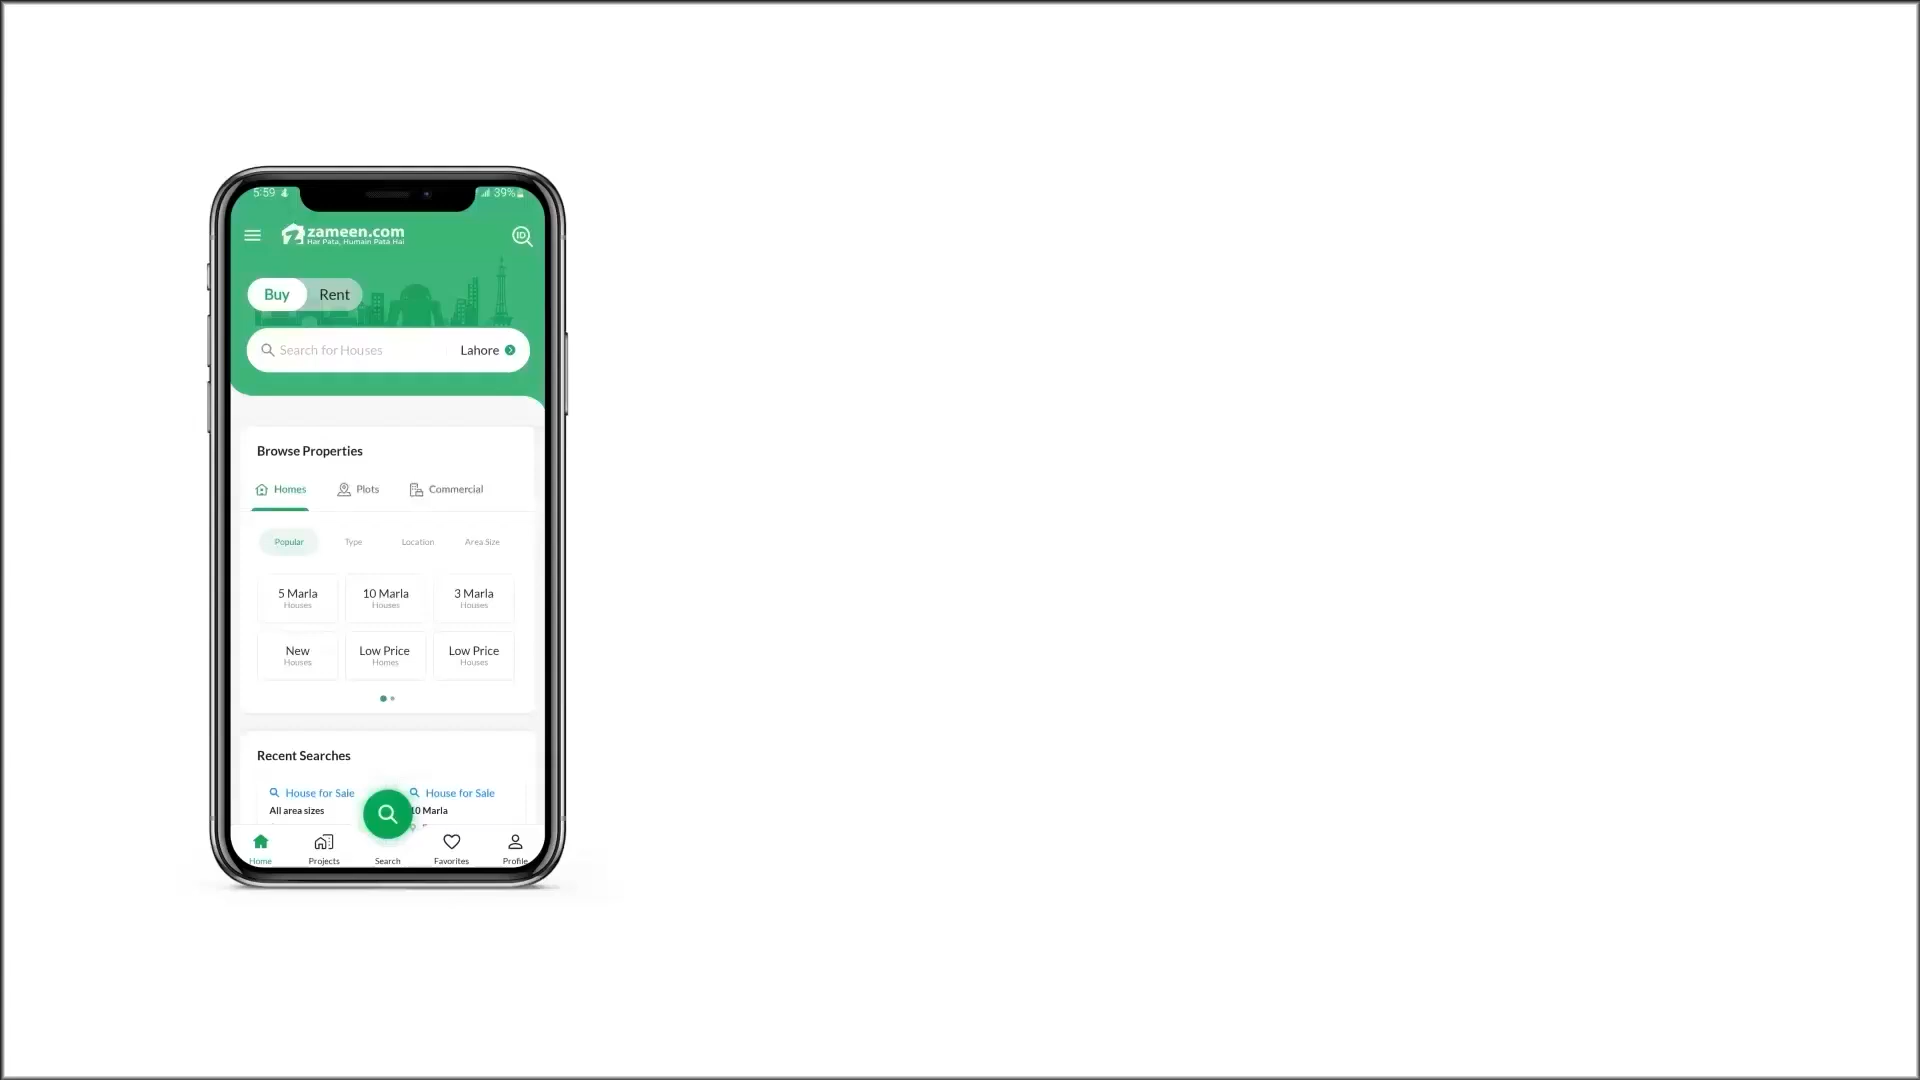 5:59 39%
zameen.com
Har Pata, Humain Pata Hai
ID
Buy Rent
Search for Houses Lahore
Browse Properties
Homes Plots Commercial
Popular Type Location Area Size
5 Marla 10 Marla 3 Marla
Houses Houses Houses
New Low Price Low Price
Houses Homes Houses
Recent Searches
House for Sale House for Sale
All area sizes 10 Marla
Home Projects Search Favorites Profile